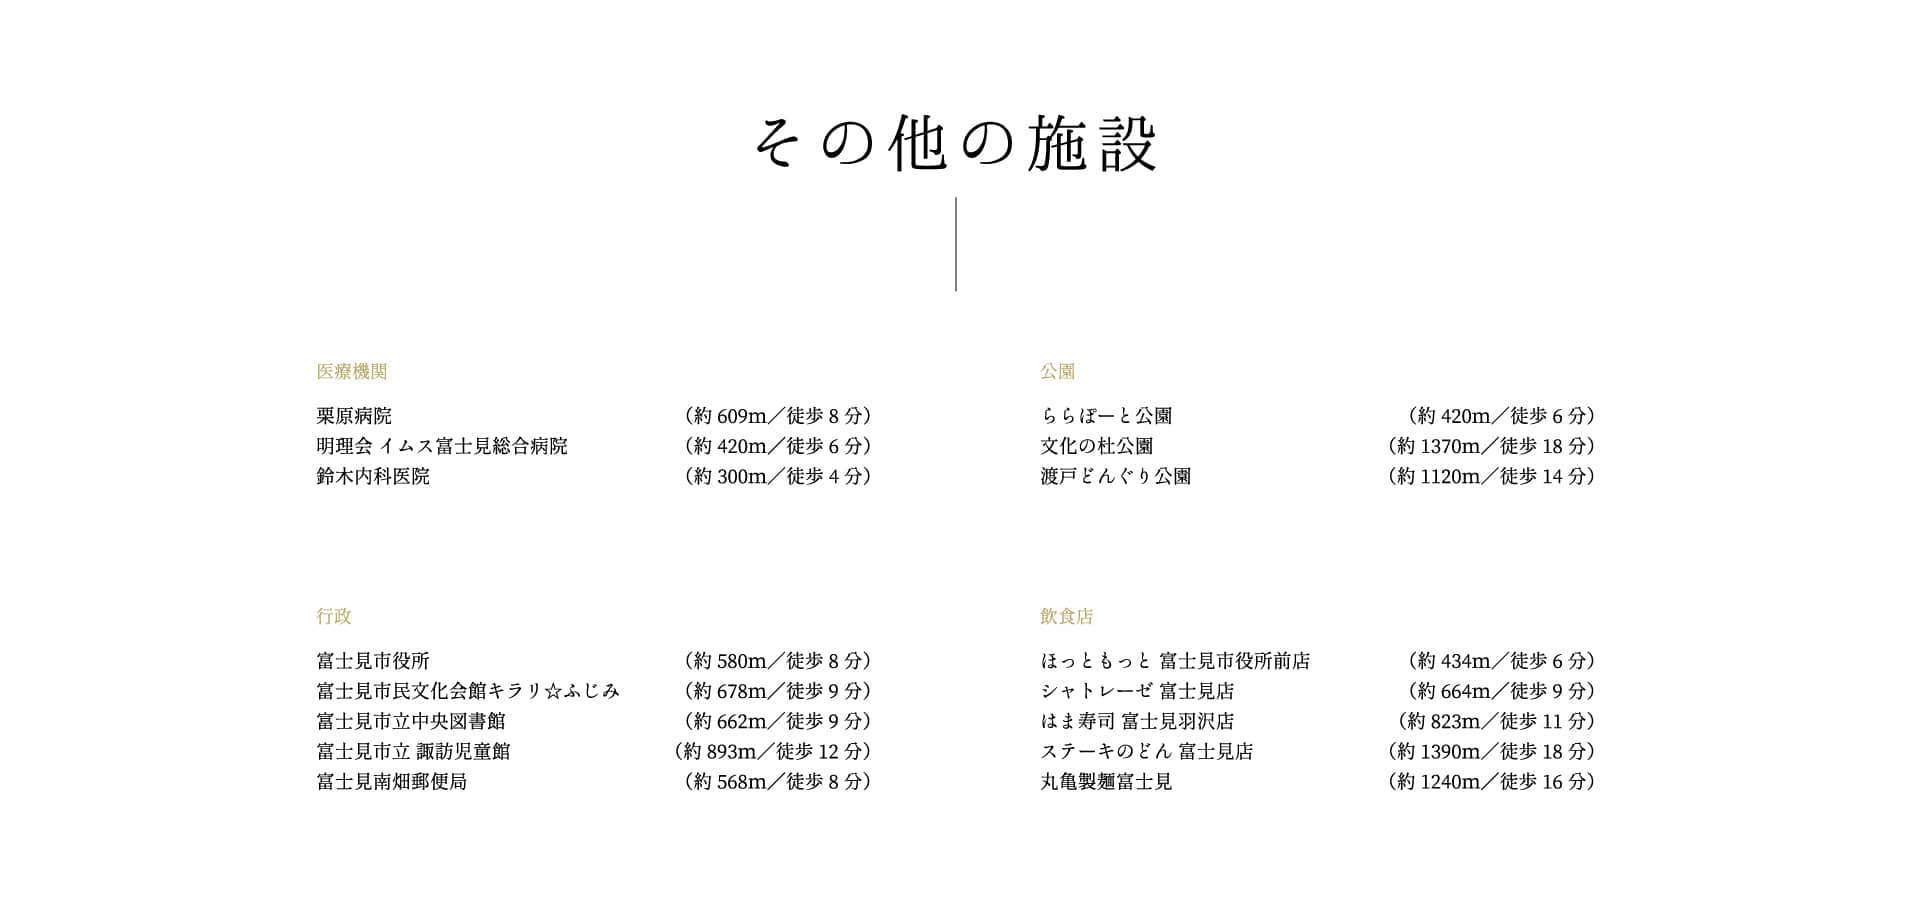 その他の施設
医療機関
栗原病院 （約 609m／徒歩 8 分）
明理会 イムス富士見総合病院 （約 420m／徒歩 6 分）
鈴木内科医院 （約 300m／徒歩 4 分）
公園
ららぽーと公園 （約 420m／徒歩 6 分）
文化の杜公園 （約 1370m／徒歩 18 分）
渡戸どんぐり公園 （約 1120m／徒歩 14 分）
行政
富士見市役所 （約 580m／徒歩 8 分）
富士見市民文化会館キラリ☆ふじみ （約 678m／徒歩 9 分）
富士見市立中央図書館 （約 662m／徒歩 9 分）
富士見市立 諏訪児童館 （約 893m／徒歩 12 分）
富士見南畑郵便局 （約 568m／徒歩 8 分）
飲食店
ほっともっと 富士見市役所前店 （約 434m／徒歩 6 分）
シャトレーゼ 富士見店 （約 664m／徒歩 9 分）
はま寿司 富士見羽沢店 （約 823m／徒歩 11 分）
ステーキのどん 富士見店 （約 1390m／徒歩 18 分）
丸亀製麺富士見 （約 1240m／徒歩 16 分）